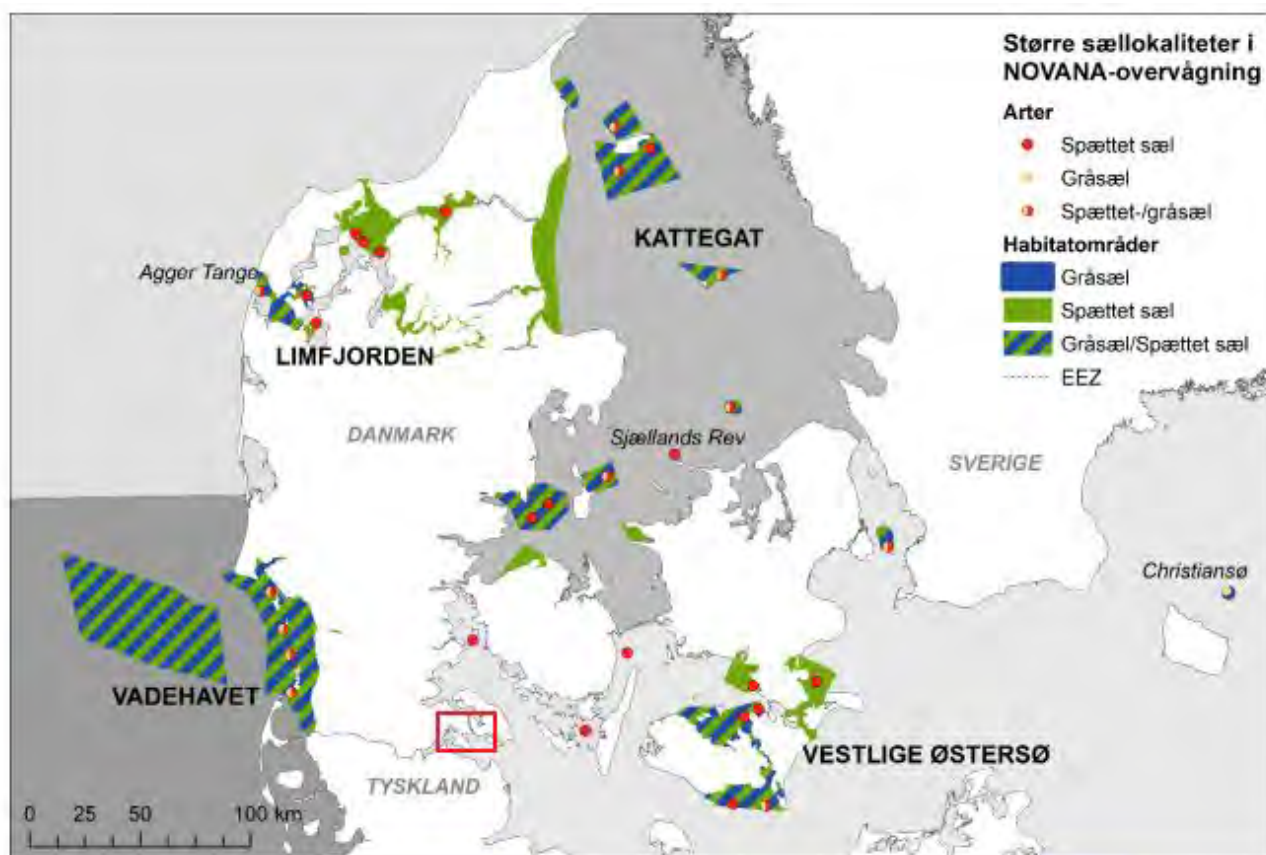 Større sællokaliteter i
NOVANA-overvågning
Arter
Spættet sæl
Gråsæl
Spættet-/gråsæl
Habitatområder
Gråsæl
Spættet sæl
Gråsæl/Spættet sæl
EEZ
KATTEGAT
Agger Tange
LIMFJORDEN
DANMARK
Sjællands Rev
SVERIGE
Christiansø
VADEHAVET
VESTLIGE ØSTERSØ
TYSKLAND
0 25 50 100 km